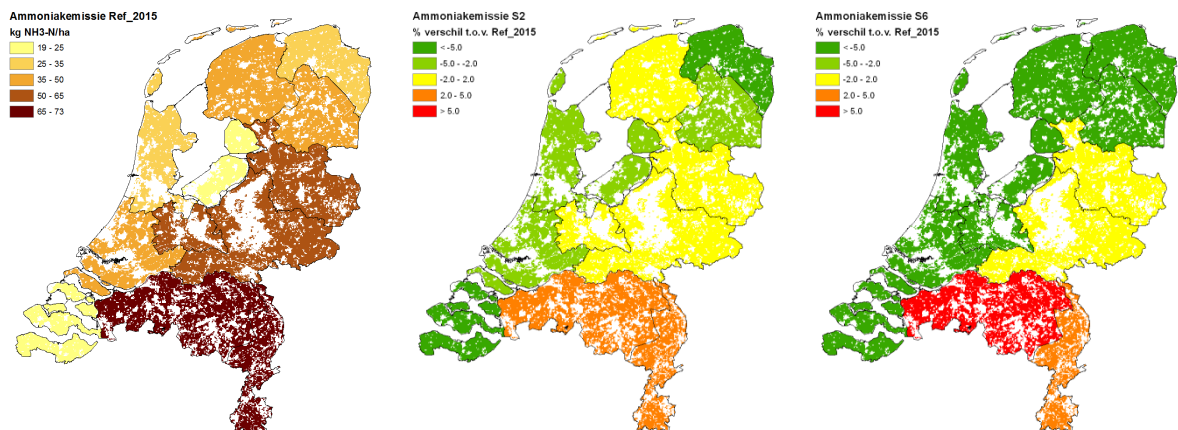 Ammoniakemissie Ref_2015
kg NH3-N/ha
19 - 25
25 - 35
35 - 50
50 - 65
65 - 73
Ammoniakemissie S2
% verschil t.o.v. Ref_2015
< -5.0
-5.0 - -2.0
-2.0 - 2.0
2.0 - 5.0
> 5.0
Ammoniakemissie S6
% verschil t.o.v. Ref_2015
<-5.0
-5.0 - -2.0
-2.0 - 2.0
2.0 - 5.0
> 5.0